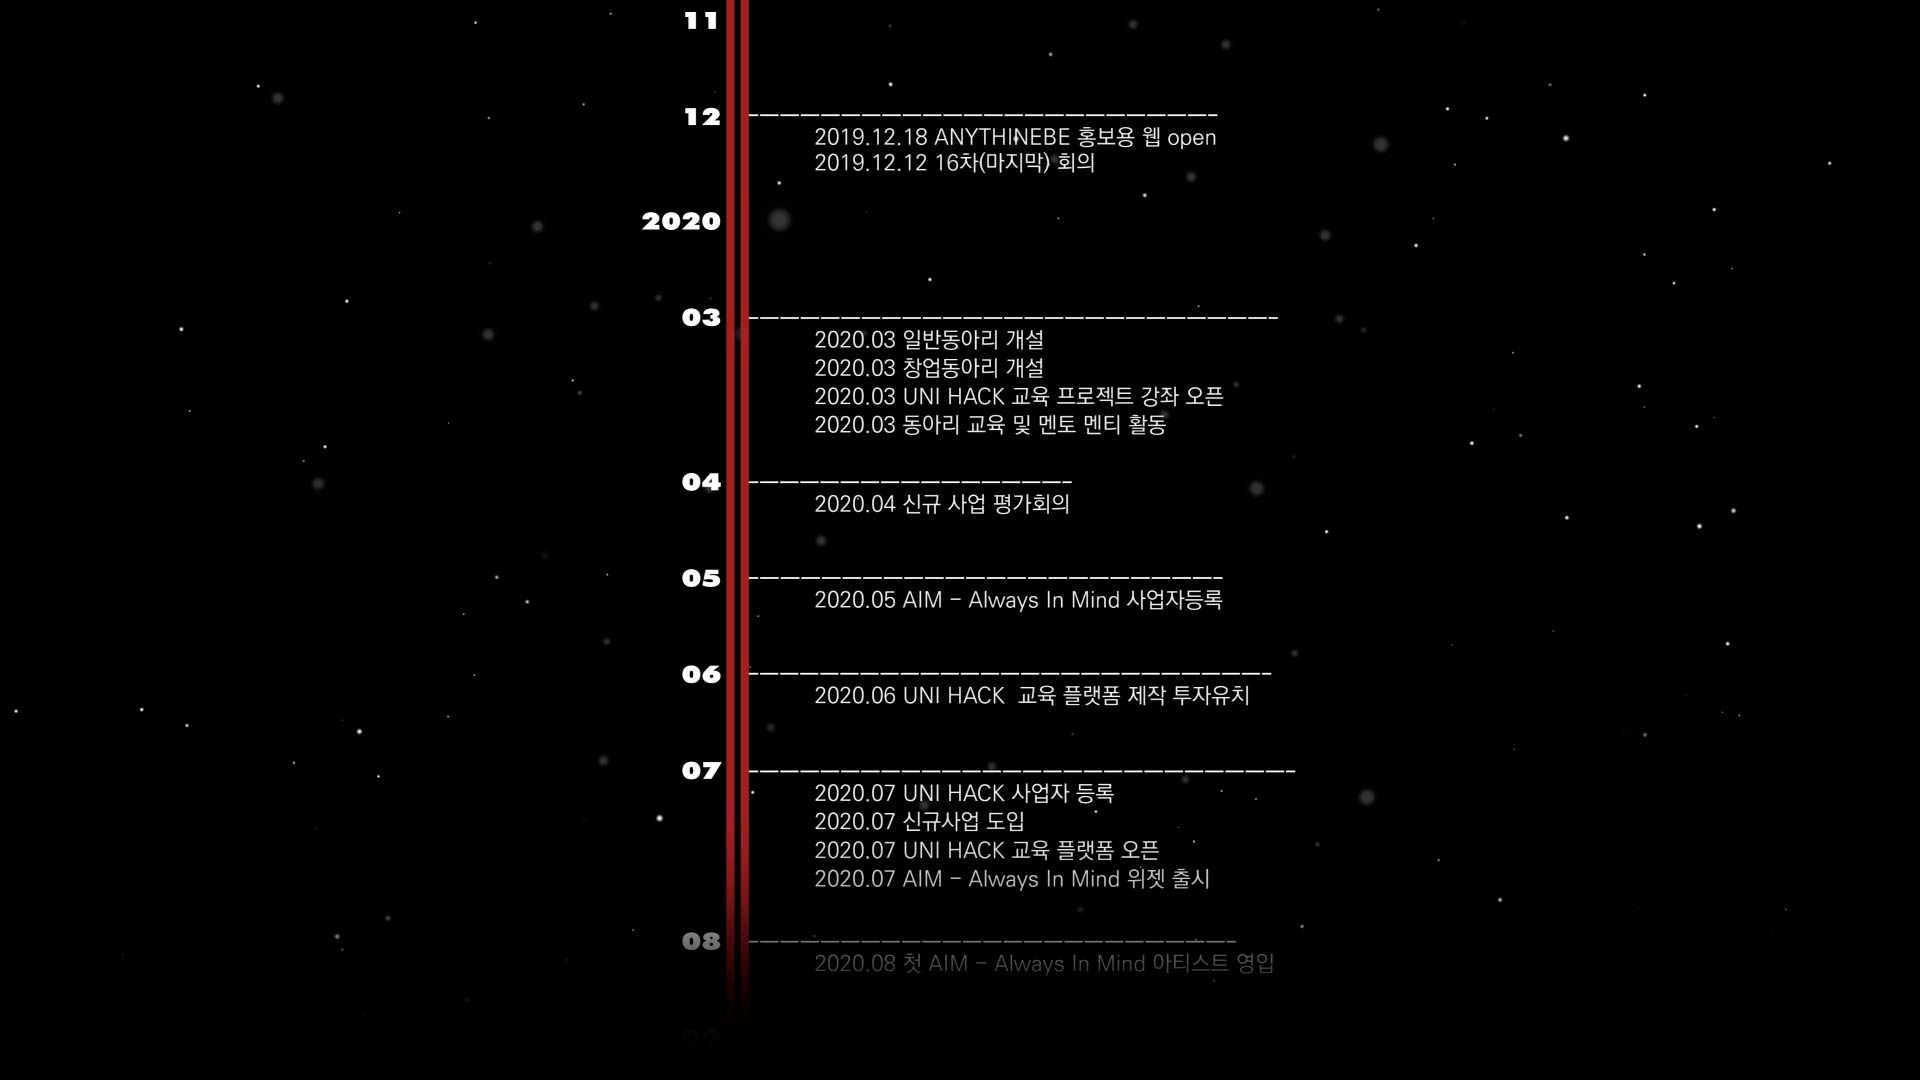 11
12
2019.12.18 ANYTHINEBE 홍보용 웹 open
2019.12.12 16차(마지막) 회의
2020
03
2020.03 일반동아리 개설
2020.03 창업동아리 개설
2020.03 UNI HACK 교육 프로젝트 강좌 오픈
2020.03 동아리 교육 및 멘토 멘티 활동
04
2020.04 신규 사업 평가회의
05
2020.05 AIM - Always In Mind 사업자등록
06
2020.06 UNI HACK  교육 플랫폼 제작 투자유치
07
2020.07 UNI HACK 사업자 등록
2020.07 신규사업 도입
2020.07 UNI HACK 교육 플랫폼 오픈
2020.07 AIM - Always In Mind 위젯 출시
08
2020.08 첫 AIM - Always In Mind 아티스트 영입